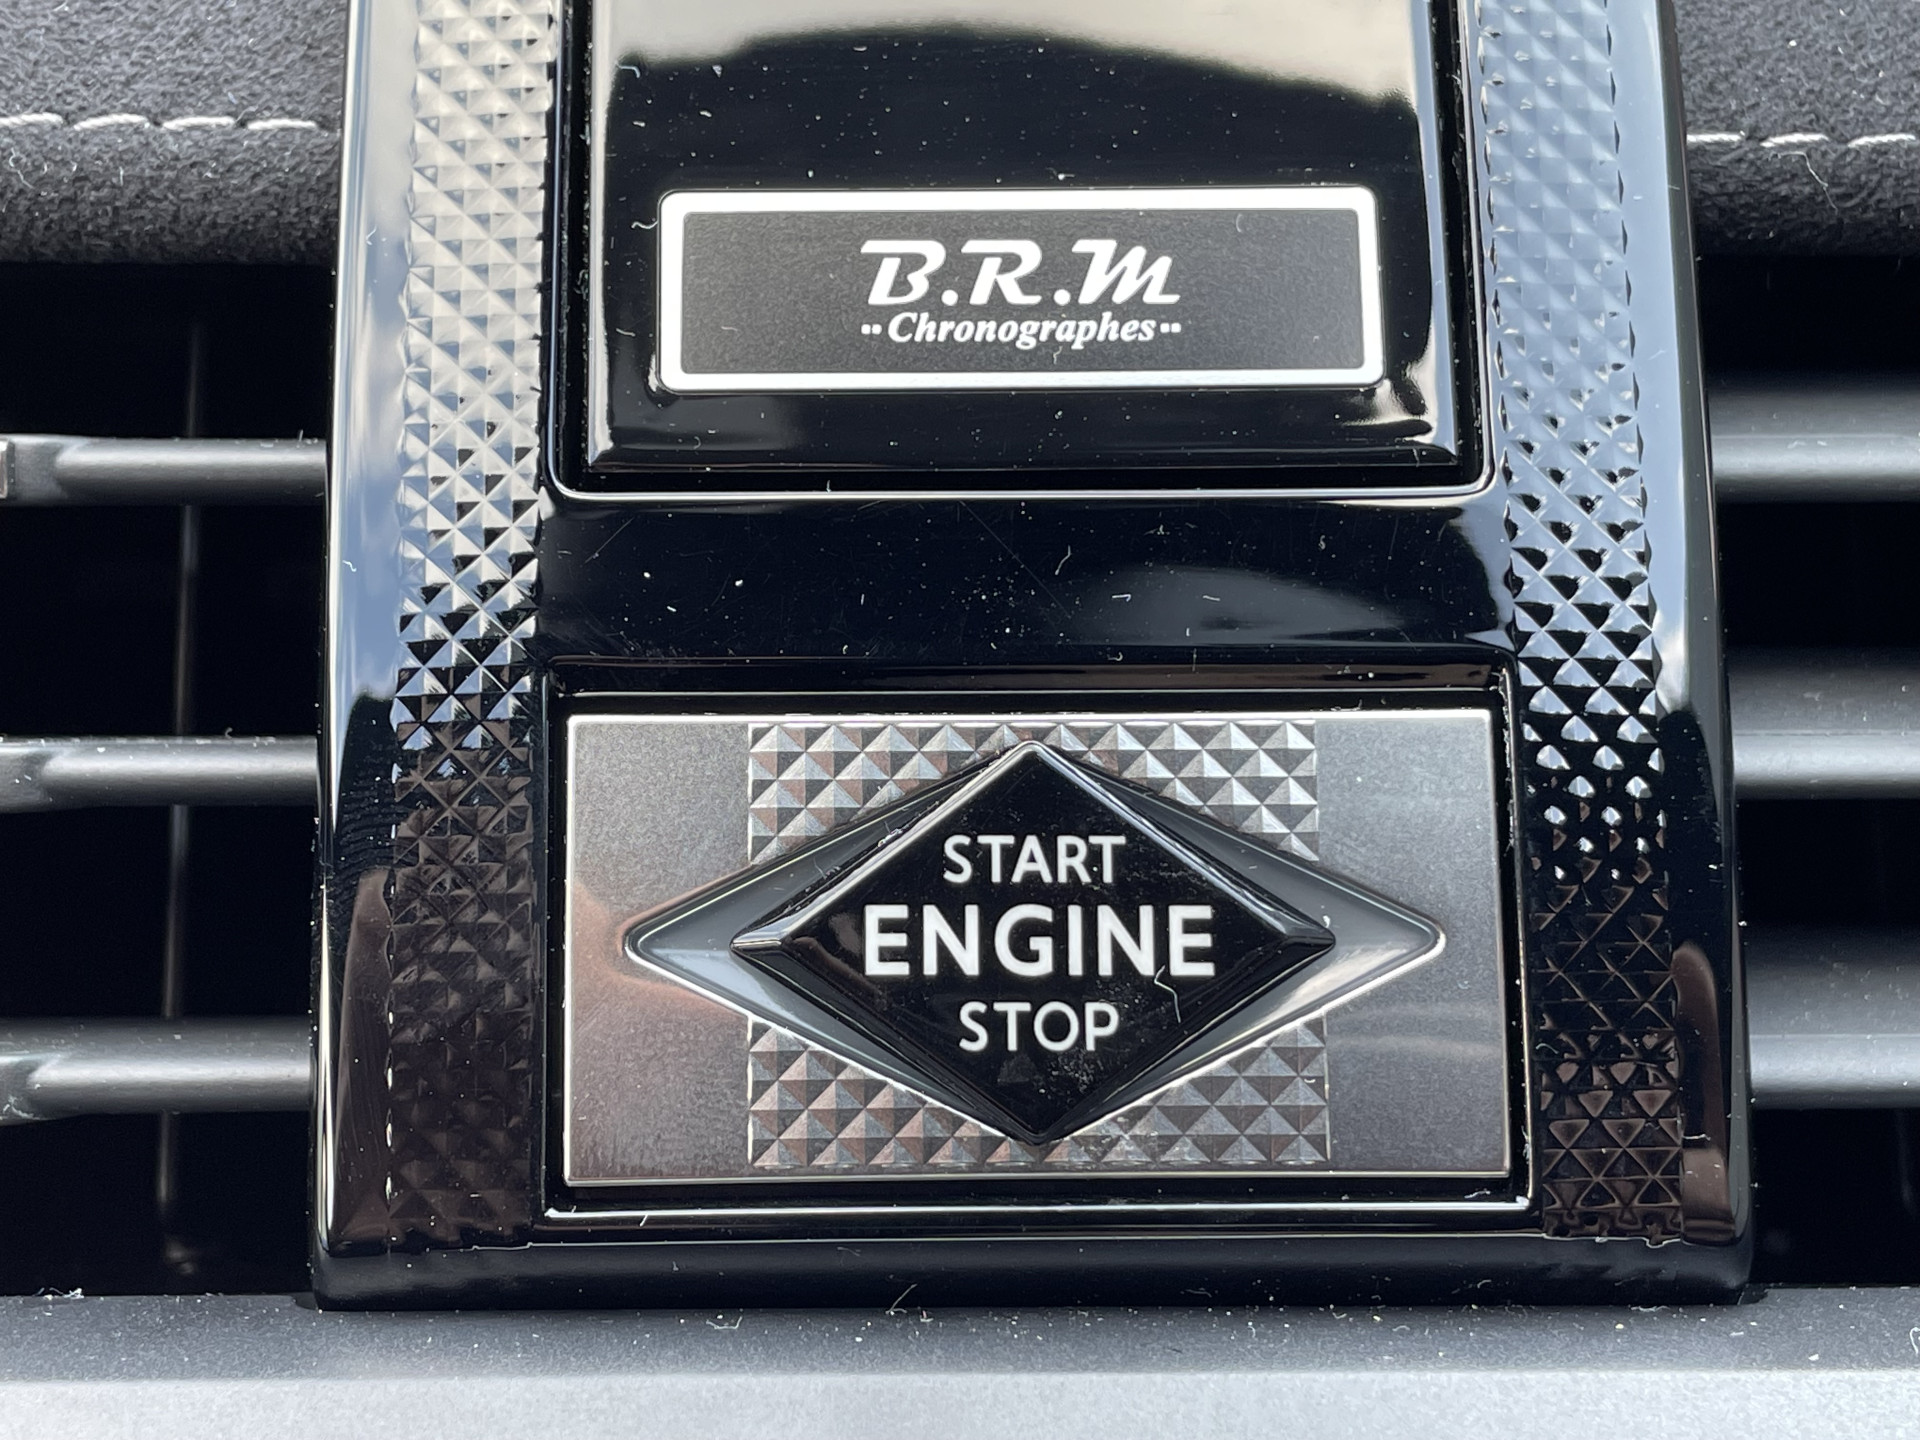 B.R.M
Chronographes
START
ENGINE
STOP